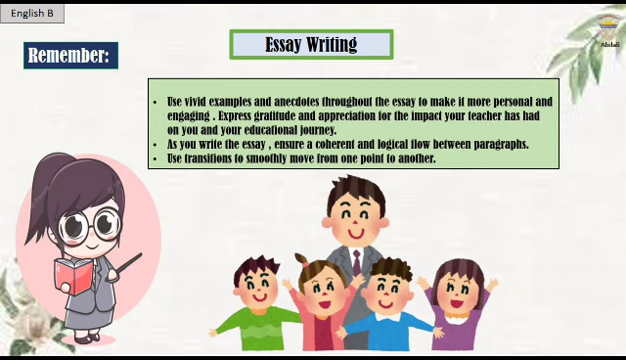 English B
Essay Writing
Abdali
Remember:
• Use vivid examples and anecdotes throughout the essay to make it more personal and
engaging . Express gratitude and appreciation for the impact your teacher has had
on you and your educational journey.
• As you write the essay , ensure a coherent and logical flow between paragraphs.
• Use transitions to smoothly move from one point to another.